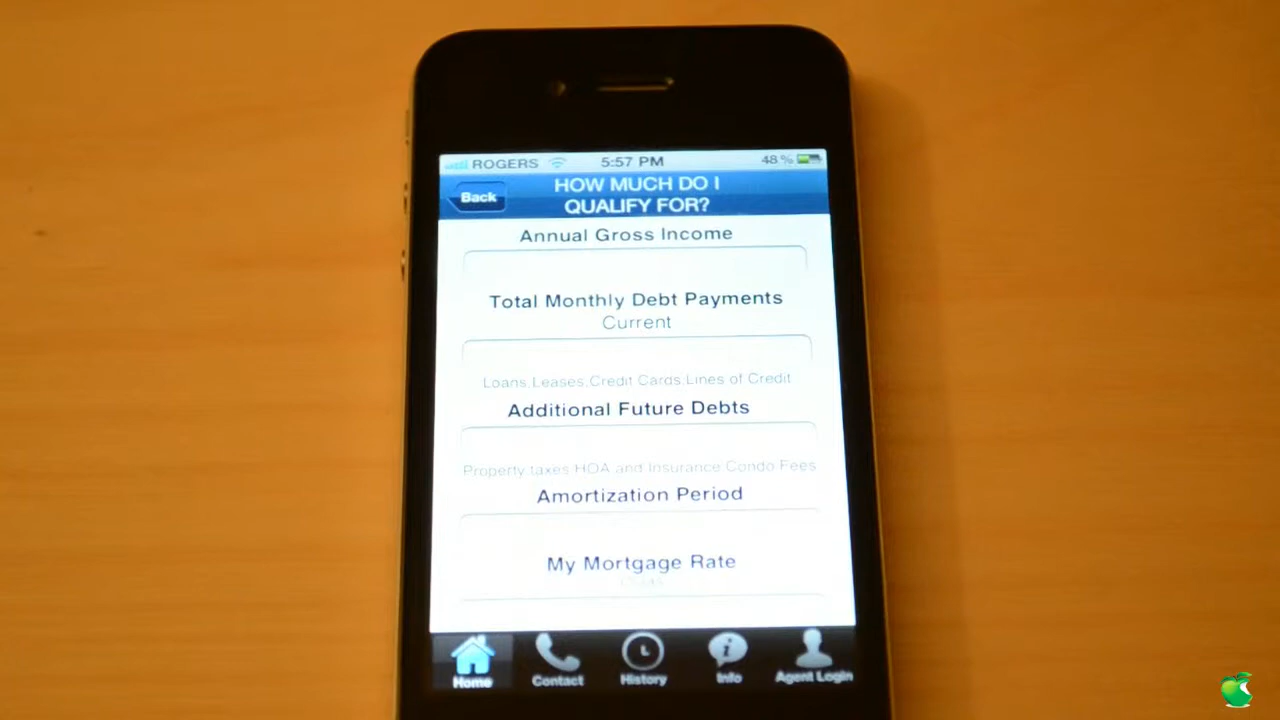 ROGERS 5:57 PM 48 %
Back
HOW MUCH DO I
QUALIFY FOR?
Annual Gross Income
Total Monthly Debt Payments
Current
Loans,Leases,Credit Cards,Lines of Credit
Additional Future Debts
Property taxes,HOA and Insurance,Condo Fees
Amortization Period
My Mortgage Rate
Home Contact History Info Agent Login